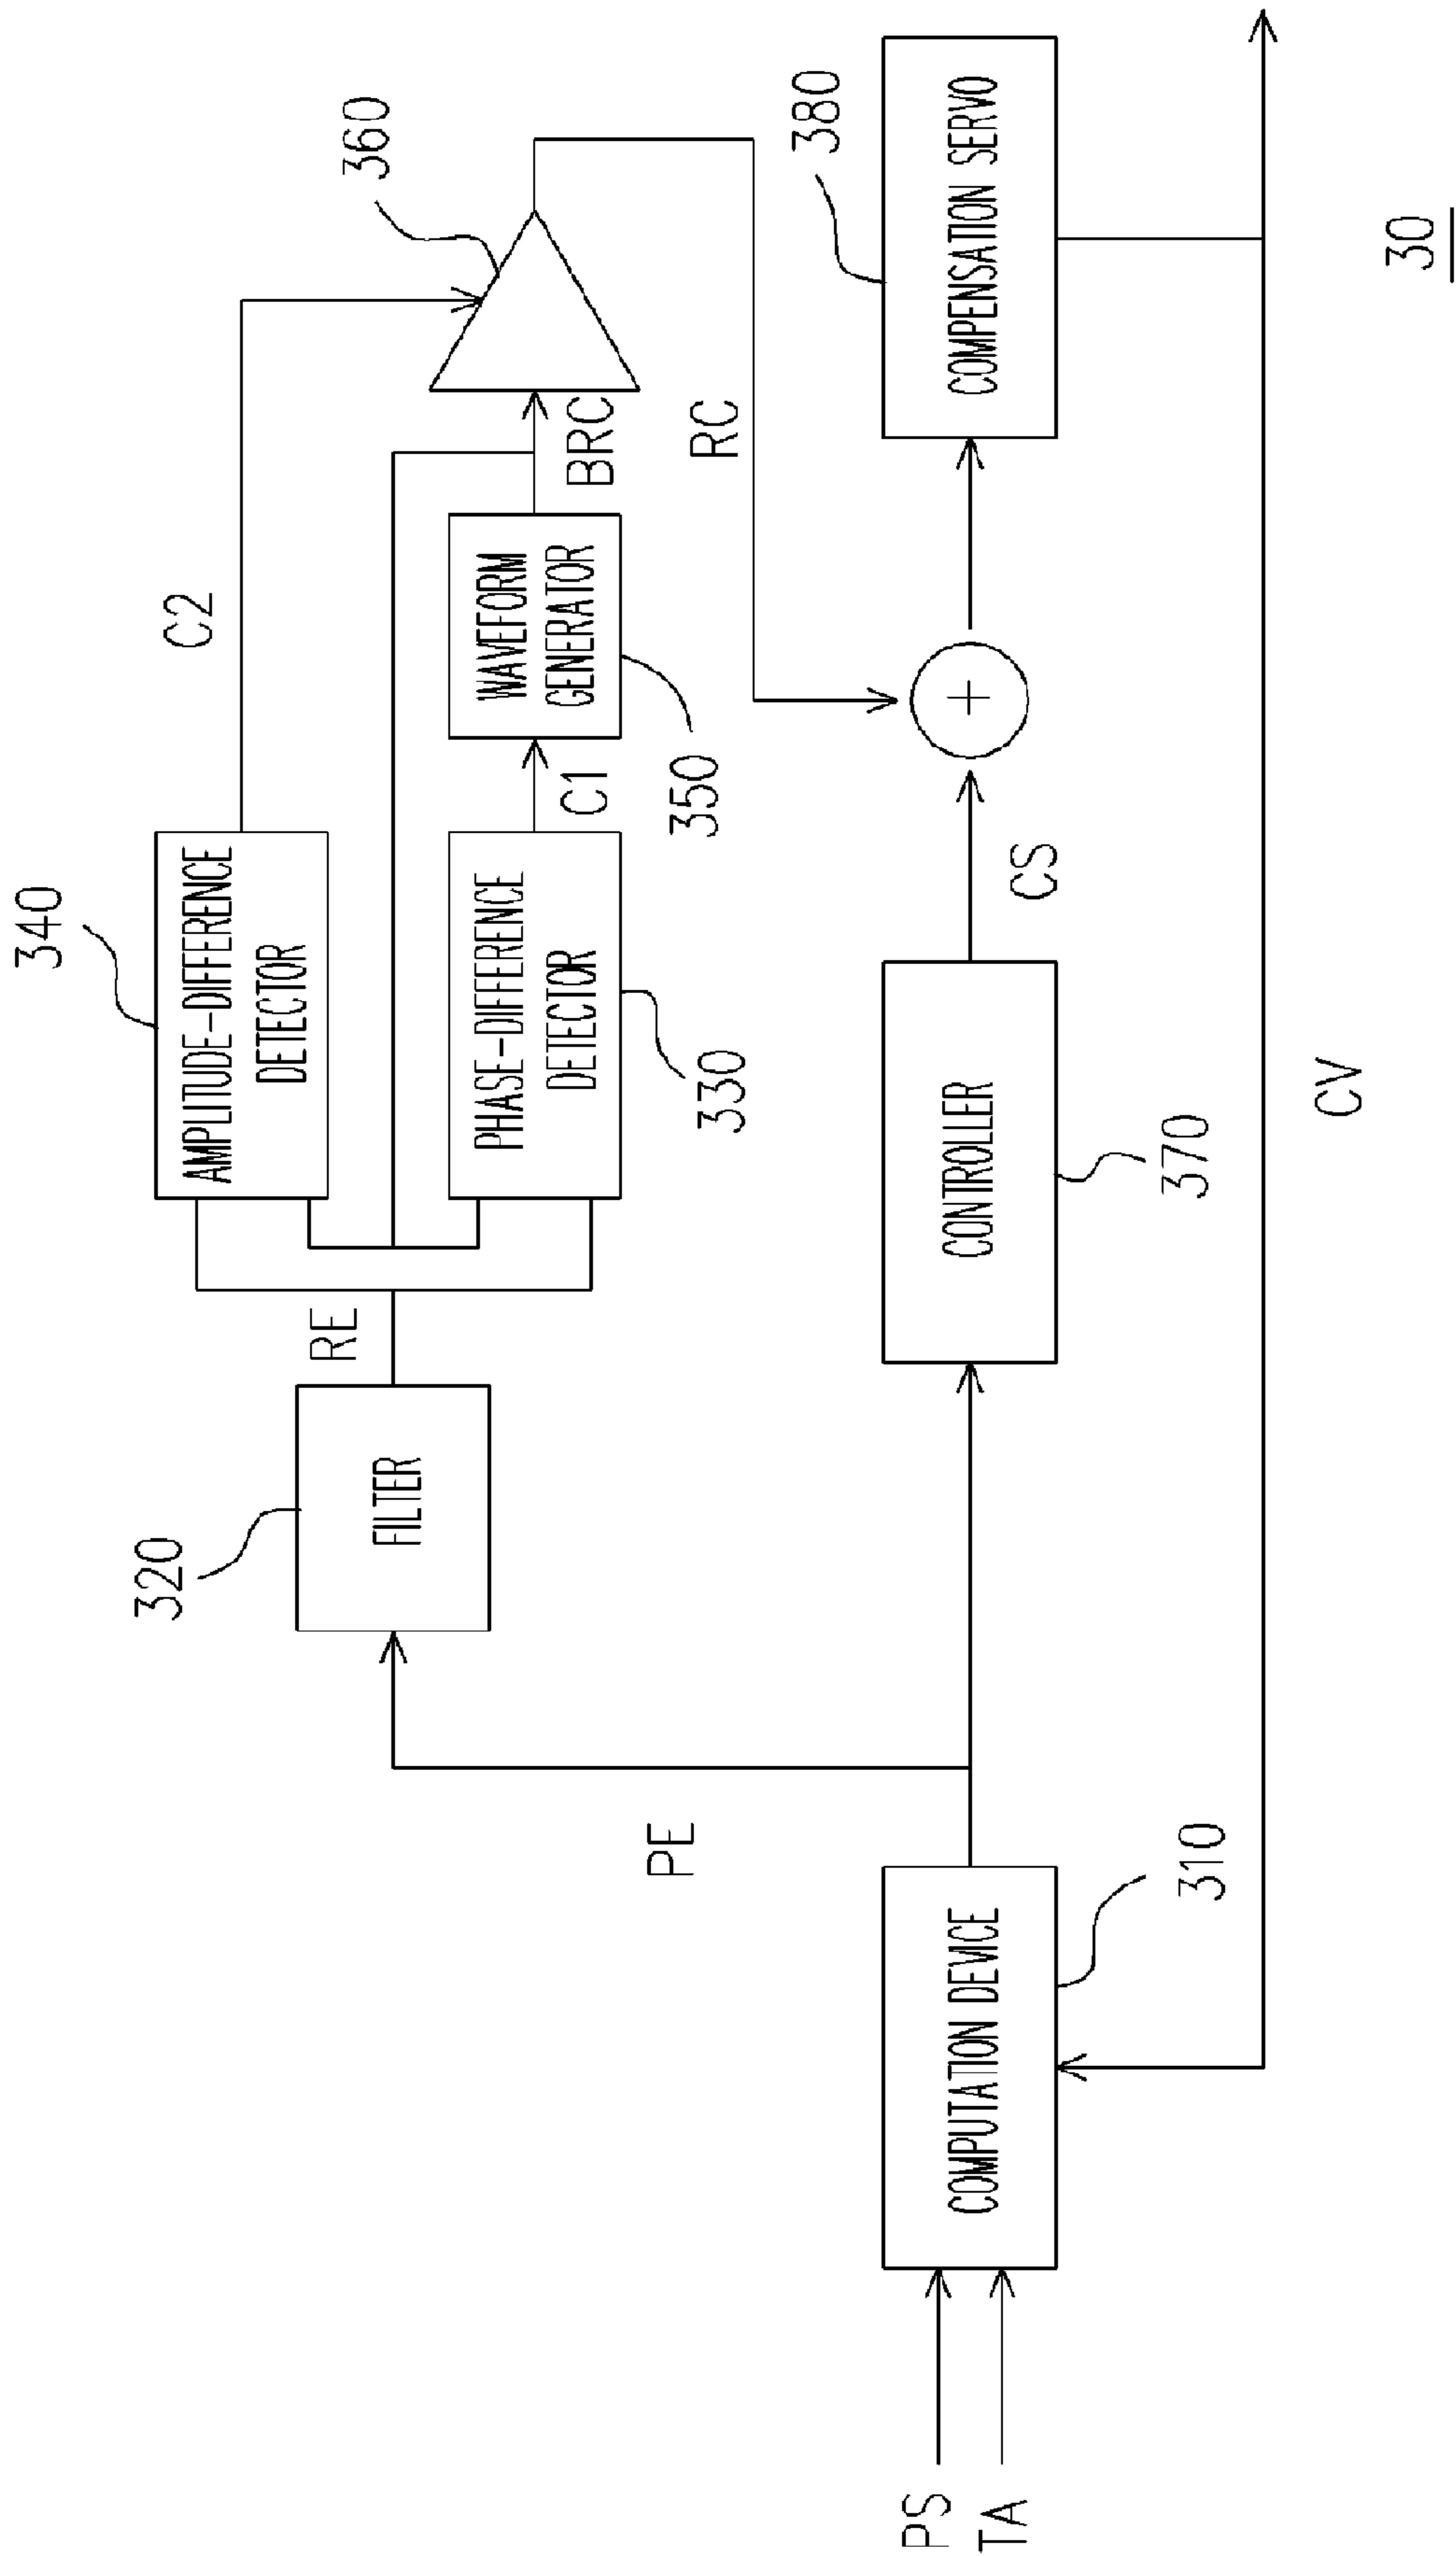 340
AMPLITUDE-DIFFERENCE
DETECTOR
C2
360
320
FILTER
RE
PHASE-DIFFERENCE
DETECTOR
330
C1
WAVEFORM
GENERATOR
350
BRC
RC
PE
PS
TA
COMPUTATION DEVICE
310
CONTROLLER
370
CS
+
COMPENSATION SERVO
380
CV
30